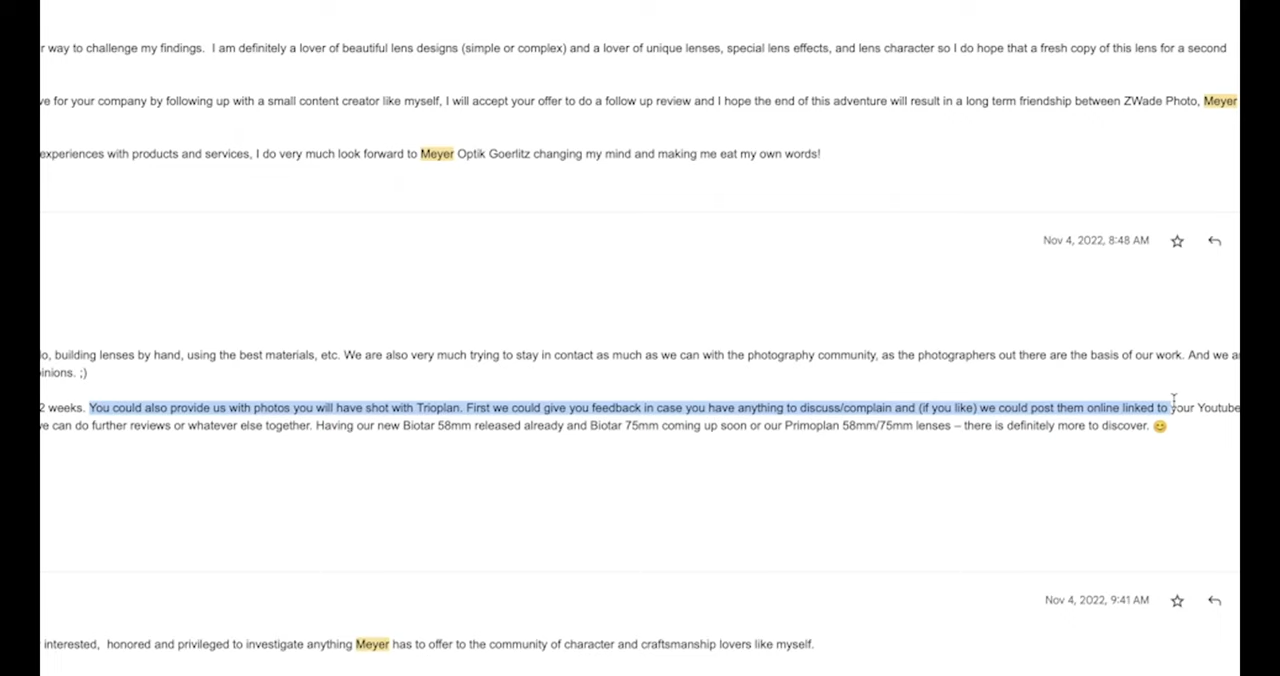 r way to challenge my findings.  I am definitely a lover of beautiful lens designs (simple or complex) and a lover of unique lenses, special lens effects, and lens character so I do hope that a fresh copy of this lens for a second
ve for your company by following up with a small content creator like myself, I will accept your offer to do a follow up review and I hope the end of this adventure will result in a long term friendship between ZWade Photo, Meyer
experiences with products and services, I do very much look forward to Meyer Optik Goerlitz changing my mind and making me eat my own words!
Nov 4, 2022, 8:48 AM
lo, building lenses by hand, using the best materials, etc. We are also very much trying to stay in contact as much as we can with the photography community, as the photographers out there are the basis of our work. And we a
inions. ;)
2 weeks. You could also provide us with photos you will have shot with Trioplan. First we could give you feedback in case you have anything to discuss/complain and (if you like) we could post them online linked to your Youtube
we can do further reviews or whatever else together. Having our new Biotar 58mm released already and Biotar 75mm coming up soon or our Primoplan 58mm/75mm lenses – there is definitely more to discover. 😊
Nov 4, 2022, 9:41 AM
interested,  honored and privileged to investigate anything Meyer has to offer to the community of character and craftsmanship lovers like myself.